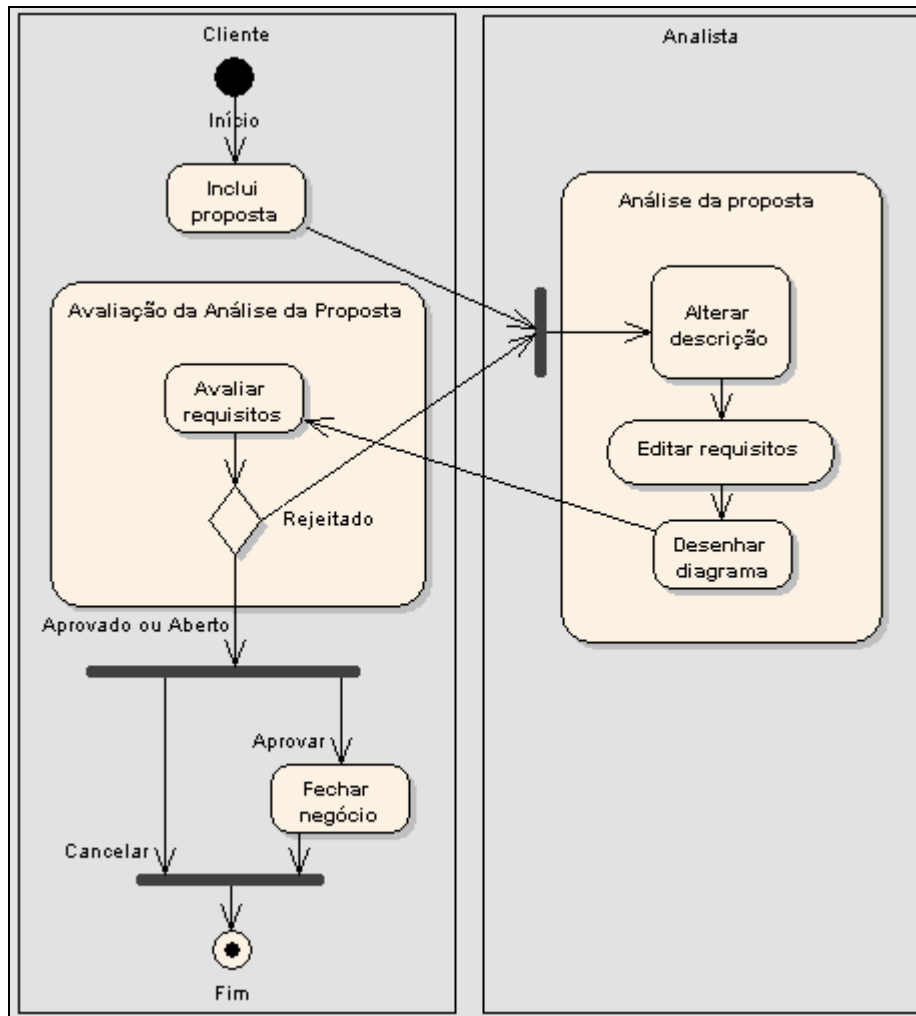 Cliente
Início
Inclui
proposta
Avaliação da Análise da Proposta
Avaliar
requisitos
Rejeitado
Aprovado ou Aberto
Aprovar
Fechar
negócio
Cancelar
Fim
Analista
Análise da proposta
Alterar
descrição
Editar requisitos
Desenhar
diagrama